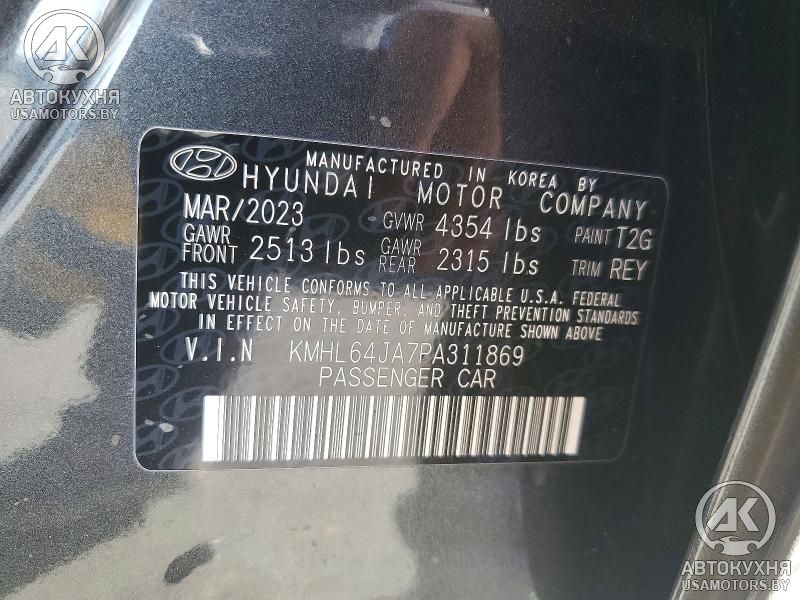 AK
АВТОКУХНЯ
USAMOTORS.BY
MANUFACTURED IN KOREA BY
HYUNDAI MOTOR COMPANY
MAR/2023 GVWR 4354 lbs PAINT T2G
GAWR FRONT 2513 lbs GAWR REAR 2315 lbs TRIM REY
THIS VEHICLE CONFORMS TO ALL APPLICABLE U.S.A. FEDERAL
MOTOR VEHICLE SAFETY, BUMPER, AND THEFT PREVENTION STANDARDS
IN EFFECT ON THE DATE OF MANUFACTURE SHOWN ABOVE
V.I.N KMHL64JA7PA311869
PASSENGER CAR
AK
АВТОКУХНЯ
USAMOTORS.BY